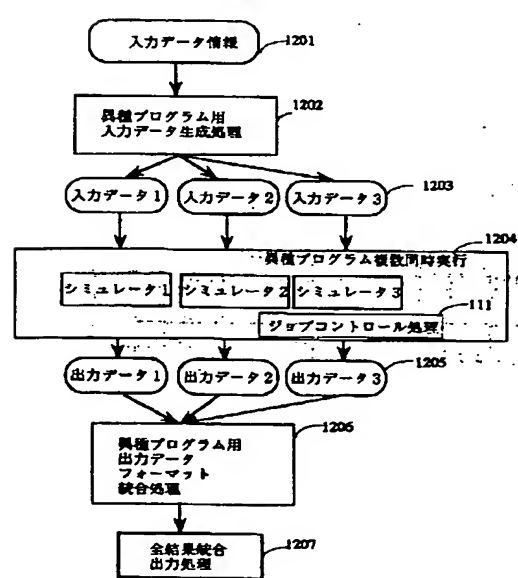 入力データ情報
1201
異種プログラム用
入力データ生成処理
1202
入力データ1
入力データ2
入力データ3
1203
1204
異種プログラム複数同時実行
シミュレータ1
シミュレータ2
シミュレータ3
111
ジョブコントロール処理
出力データ1
出力データ2
出力データ3
1205
異種プログラム用
出力データ
フォーマット
統合処理
1206
全結果統合
出力処理
1207